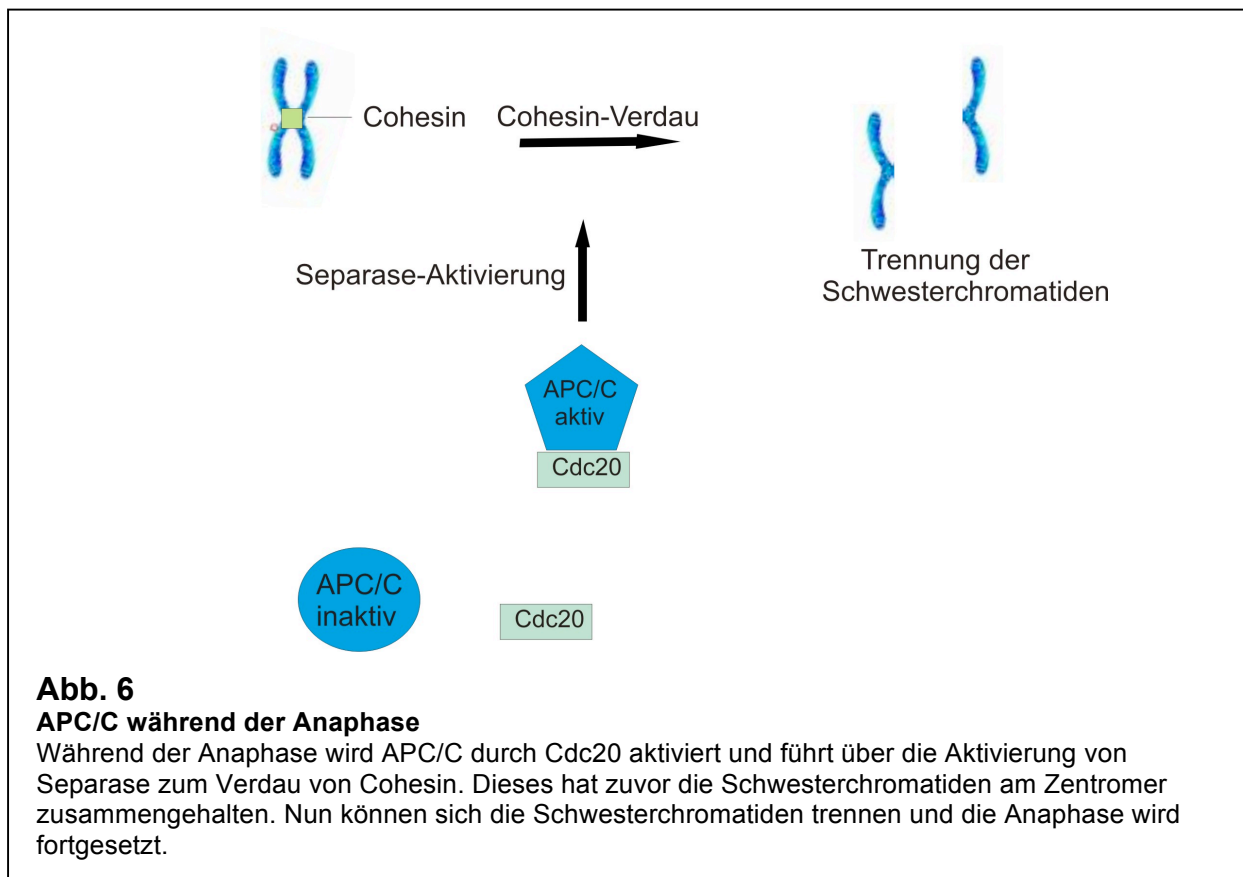 Cohesin
Cohesin-Verdau
Separase-Aktivierung
Trennung der
Schwesterchromatiden
APC/C
aktiv
Cdc20
APC/C
inaktiv
Cdc20
Abb. 6
APC/C während der Anaphase
Während der Anaphase wird APC/C durch Cdc20 aktiviert und führt über die Aktivierung von
Separase zum Verdau von Cohesin. Dieses hat zuvor die Schwesterchromatiden am Zentromer
zusammengehalten. Nun können sich die Schwesterchromatiden trennen und die Anaphase wird
fortgesetzt.